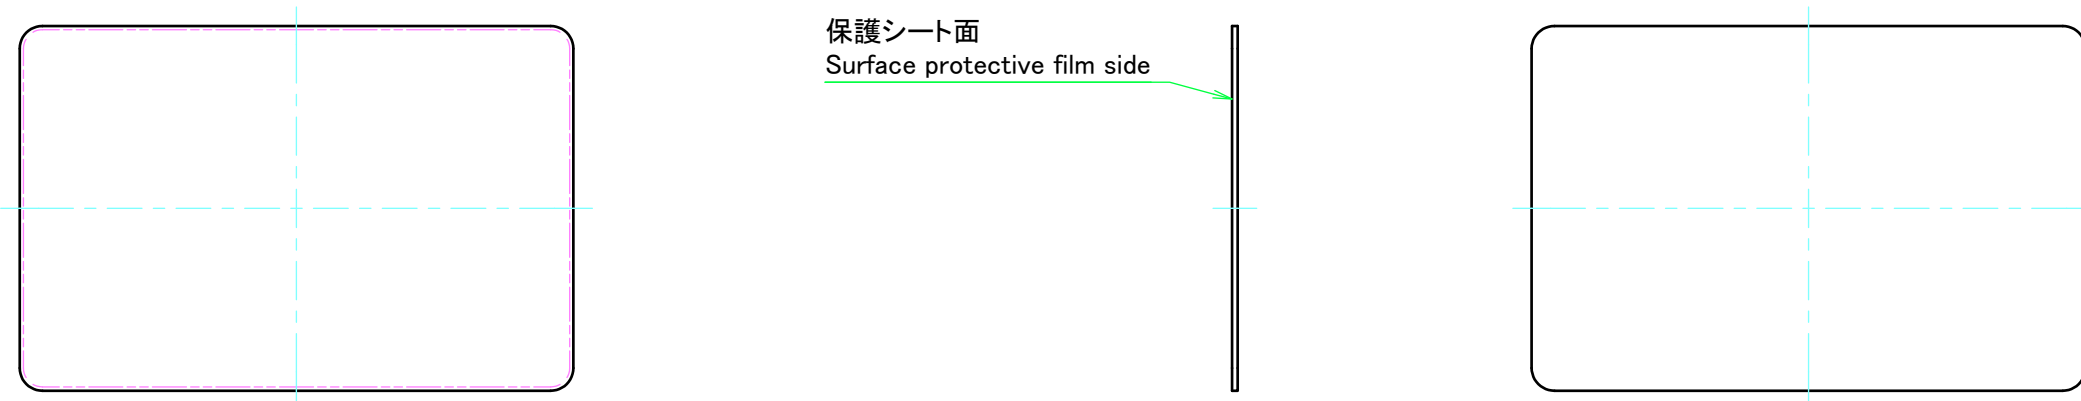 保護シート面
Surface protective film side